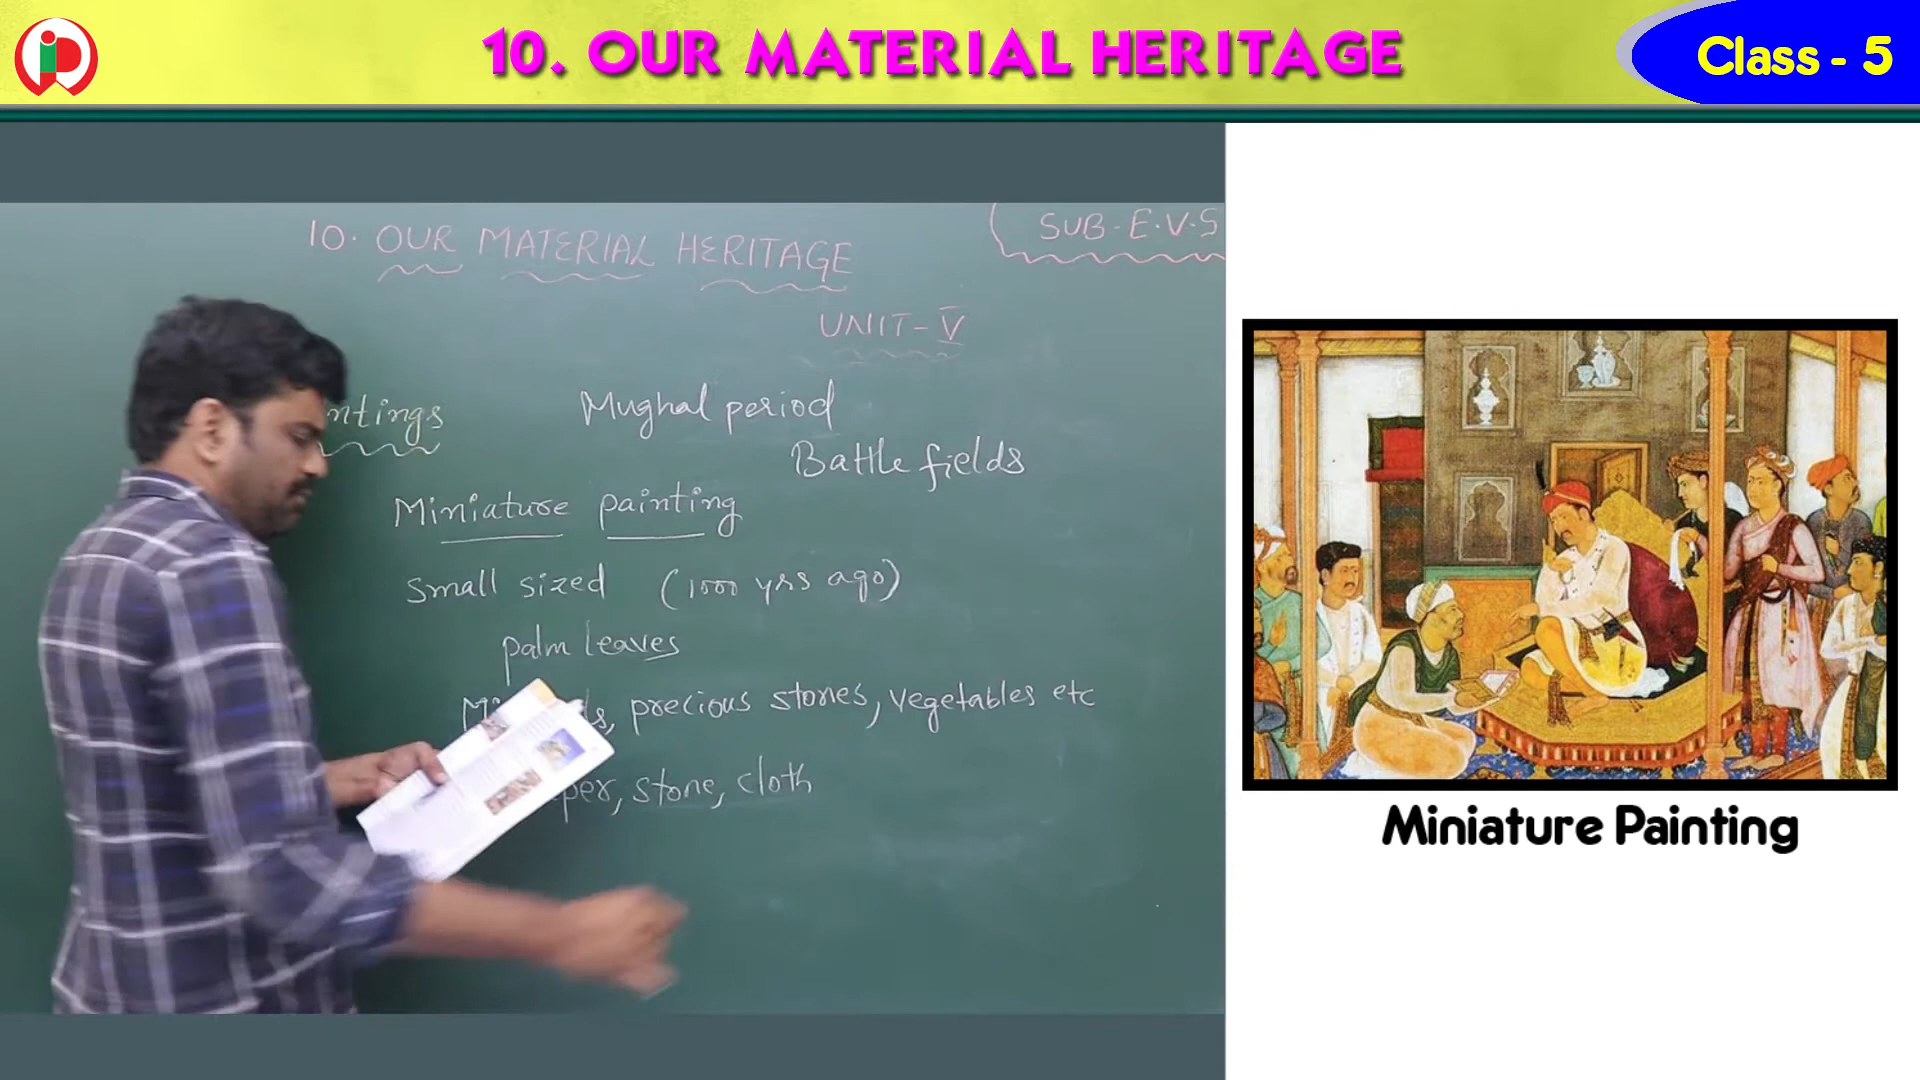 10. OUR MATERIAL HERITAGE
Class - 5
10. OUR MATERIAL HERITAGE
SUB-E.V.S
UNIT-V
ntings
Mughal period
Battle fields
Miniature painting
Small sized (1000 yrs ago)
palm leaves
precious stones, vegetables etc
per, stone, cloth
Miniature Painting